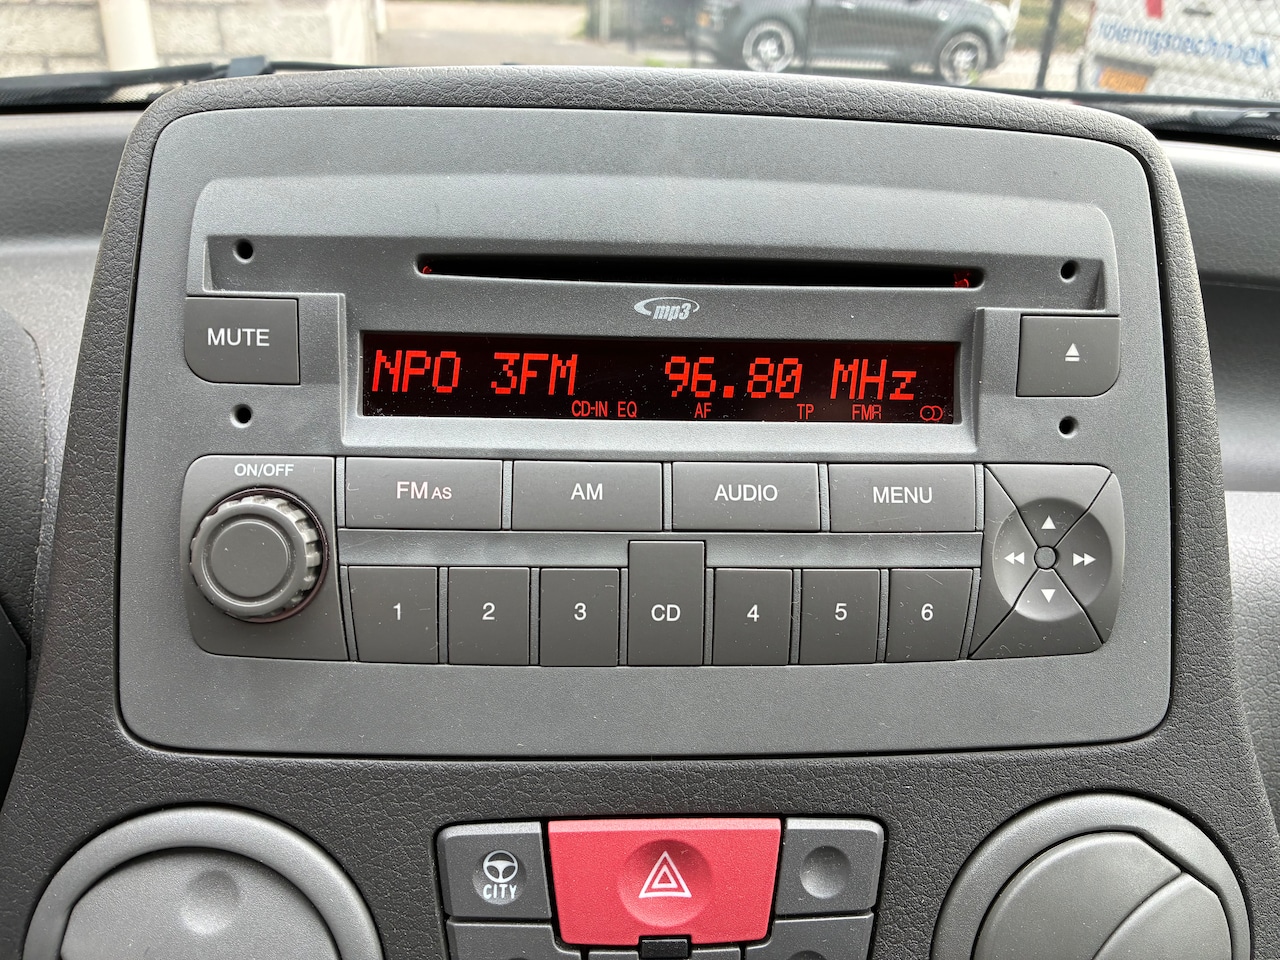 mp3
MUTE
NPO 3FM 96.80 MHz
CD-IN EQ AF TP FMA
ON/OFF
FM AS AM AUDIO MENU
1 2 3 CD 4 5 6
CITY